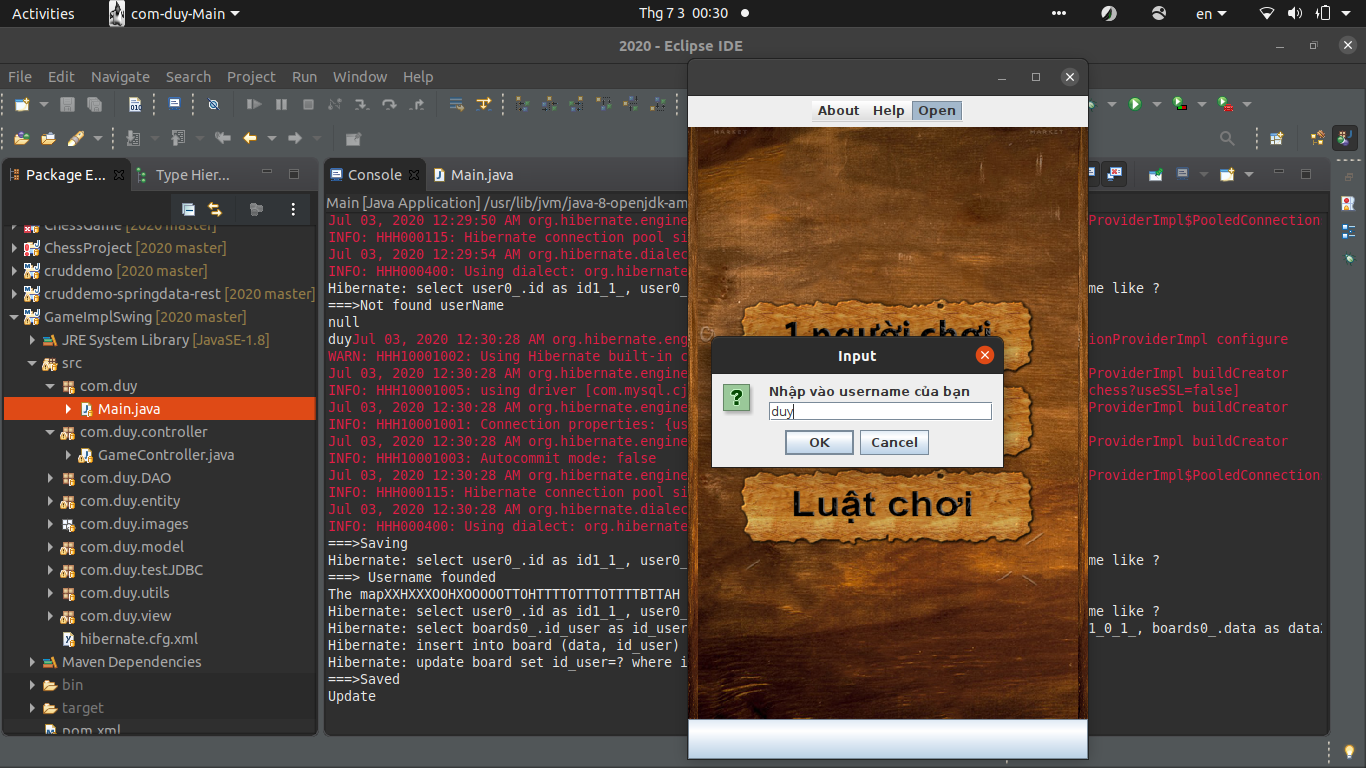 Activities com-duy-Main Thg 7 3 00:30 en
2020 - Eclipse IDE
File Edit Navigate Search Project Run Window Help
Package E... Type Hier...
ChessGame [2020 master]
ChessProject [2020 master]
cruddemo [2020 master]
cruddemo-springdata-rest [2020 master]
GameImplSwing [2020 master]
JRE System Library [JavaSE-1.8]
src
com.duy
Main.java
com.duy.controller
GameController.java
com.duy.DAO
com.duy.entity
com.duy.images
com.duy.model
com.duy.testJDBC
com.duy.utils
com.duy.view
hibernate.cfg.xml
Maven Dependencies
bin
target
pom.xml
Console Main.java
Main [Java Application] /usr/lib/jvm/java-8-openjdk-am
Jul 03, 2020 12:29:50 AM org.hibernate.engine ProviderImpl$PooledConnection
INFO: HHH000115: Hibernate connection pool si
Jul 03, 2020 12:29:54 AM org.hibernate.dialec
INFO: HHH000400: Using dialect: org.hibernate
Hibernate: select user0_.id as id1_1_, user0_ me like ?
===>Not found userName
null
duyJul 03, 2020 12:30:28 AM org.hibernate.eng ionProviderImpl configure
WARN: HHH10001002: Using Hibernate built-in c
Jul 03, 2020 12:30:28 AM org.hibernate.engine ProviderImpl buildCreator
INFO: HHH10001005: using driver [com.mysql.cj chess?useSSL=false]
Jul 03, 2020 12:30:28 AM org.hibernate.engine ProviderImpl buildCreator
INFO: HHH10001001: Connection properties: {us
Jul 03, 2020 12:30:28 AM org.hibernate.engine ProviderImpl buildCreator
INFO: HHH10001003: Autocommit mode: false
Jul 03, 2020 12:30:28 AM org.hibernate.engine ProviderImpl$PooledConnection
INFO: HHH000115: Hibernate connection pool si
Jul 03, 2020 12:30:28 AM org.hibernate.dialec
INFO: HHH000400: Using dialect: org.hibernate
===>Saving
Hibernate: select user0_.id as id1_1_, user0_ me like ?
===> Username founded
The mapXXHXXXOOHXOOOOOTTOHTTTTOTTTOTTTTBTTAH
Hibernate: select user0_.id as id1_1_, user0_ me like ?
Hibernate: select boards0_.id_user as id_user 1_0_1_, boards0_.data as data2
Hibernate: insert into board (data, id_user)
Hibernate: update board set id_user=? where i
===>Saved
Update
About Help Open
MARKET MARKET
1 người chơi
Input
Nhập vào username của bạn
duy
OK Cancel
Luật chơi